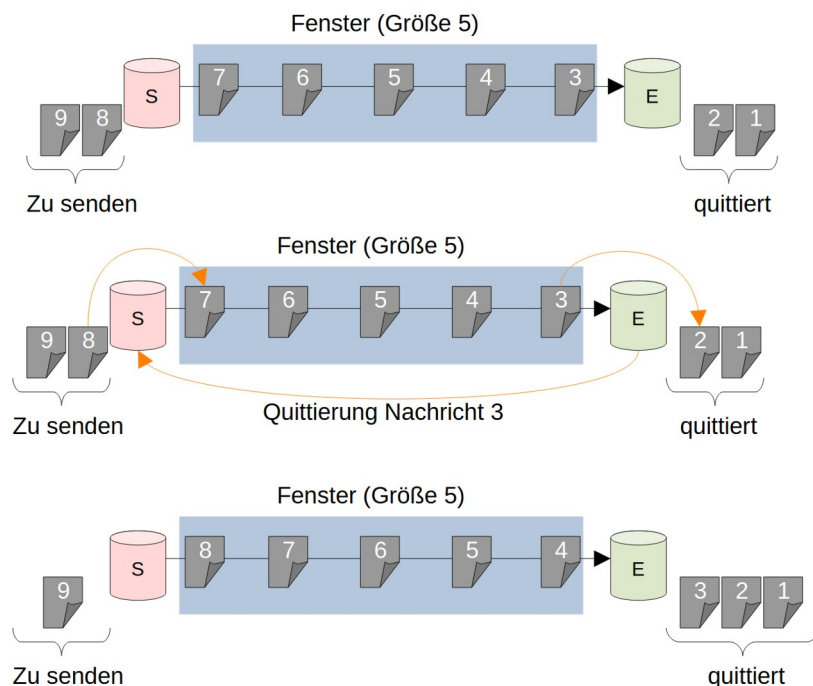 Fenster (Größe 5)
7 6 5 4 3
S E
9 8 2 1
Zu senden quittiert
Fenster (Größe 5)
7 6 5 4 3
S E
9 8 2 1
Quittierung Nachricht 3
Zu senden quittiert
Fenster (Größe 5)
8 7 6 5 4
S E
9 3 2 1
Zu senden quittiert